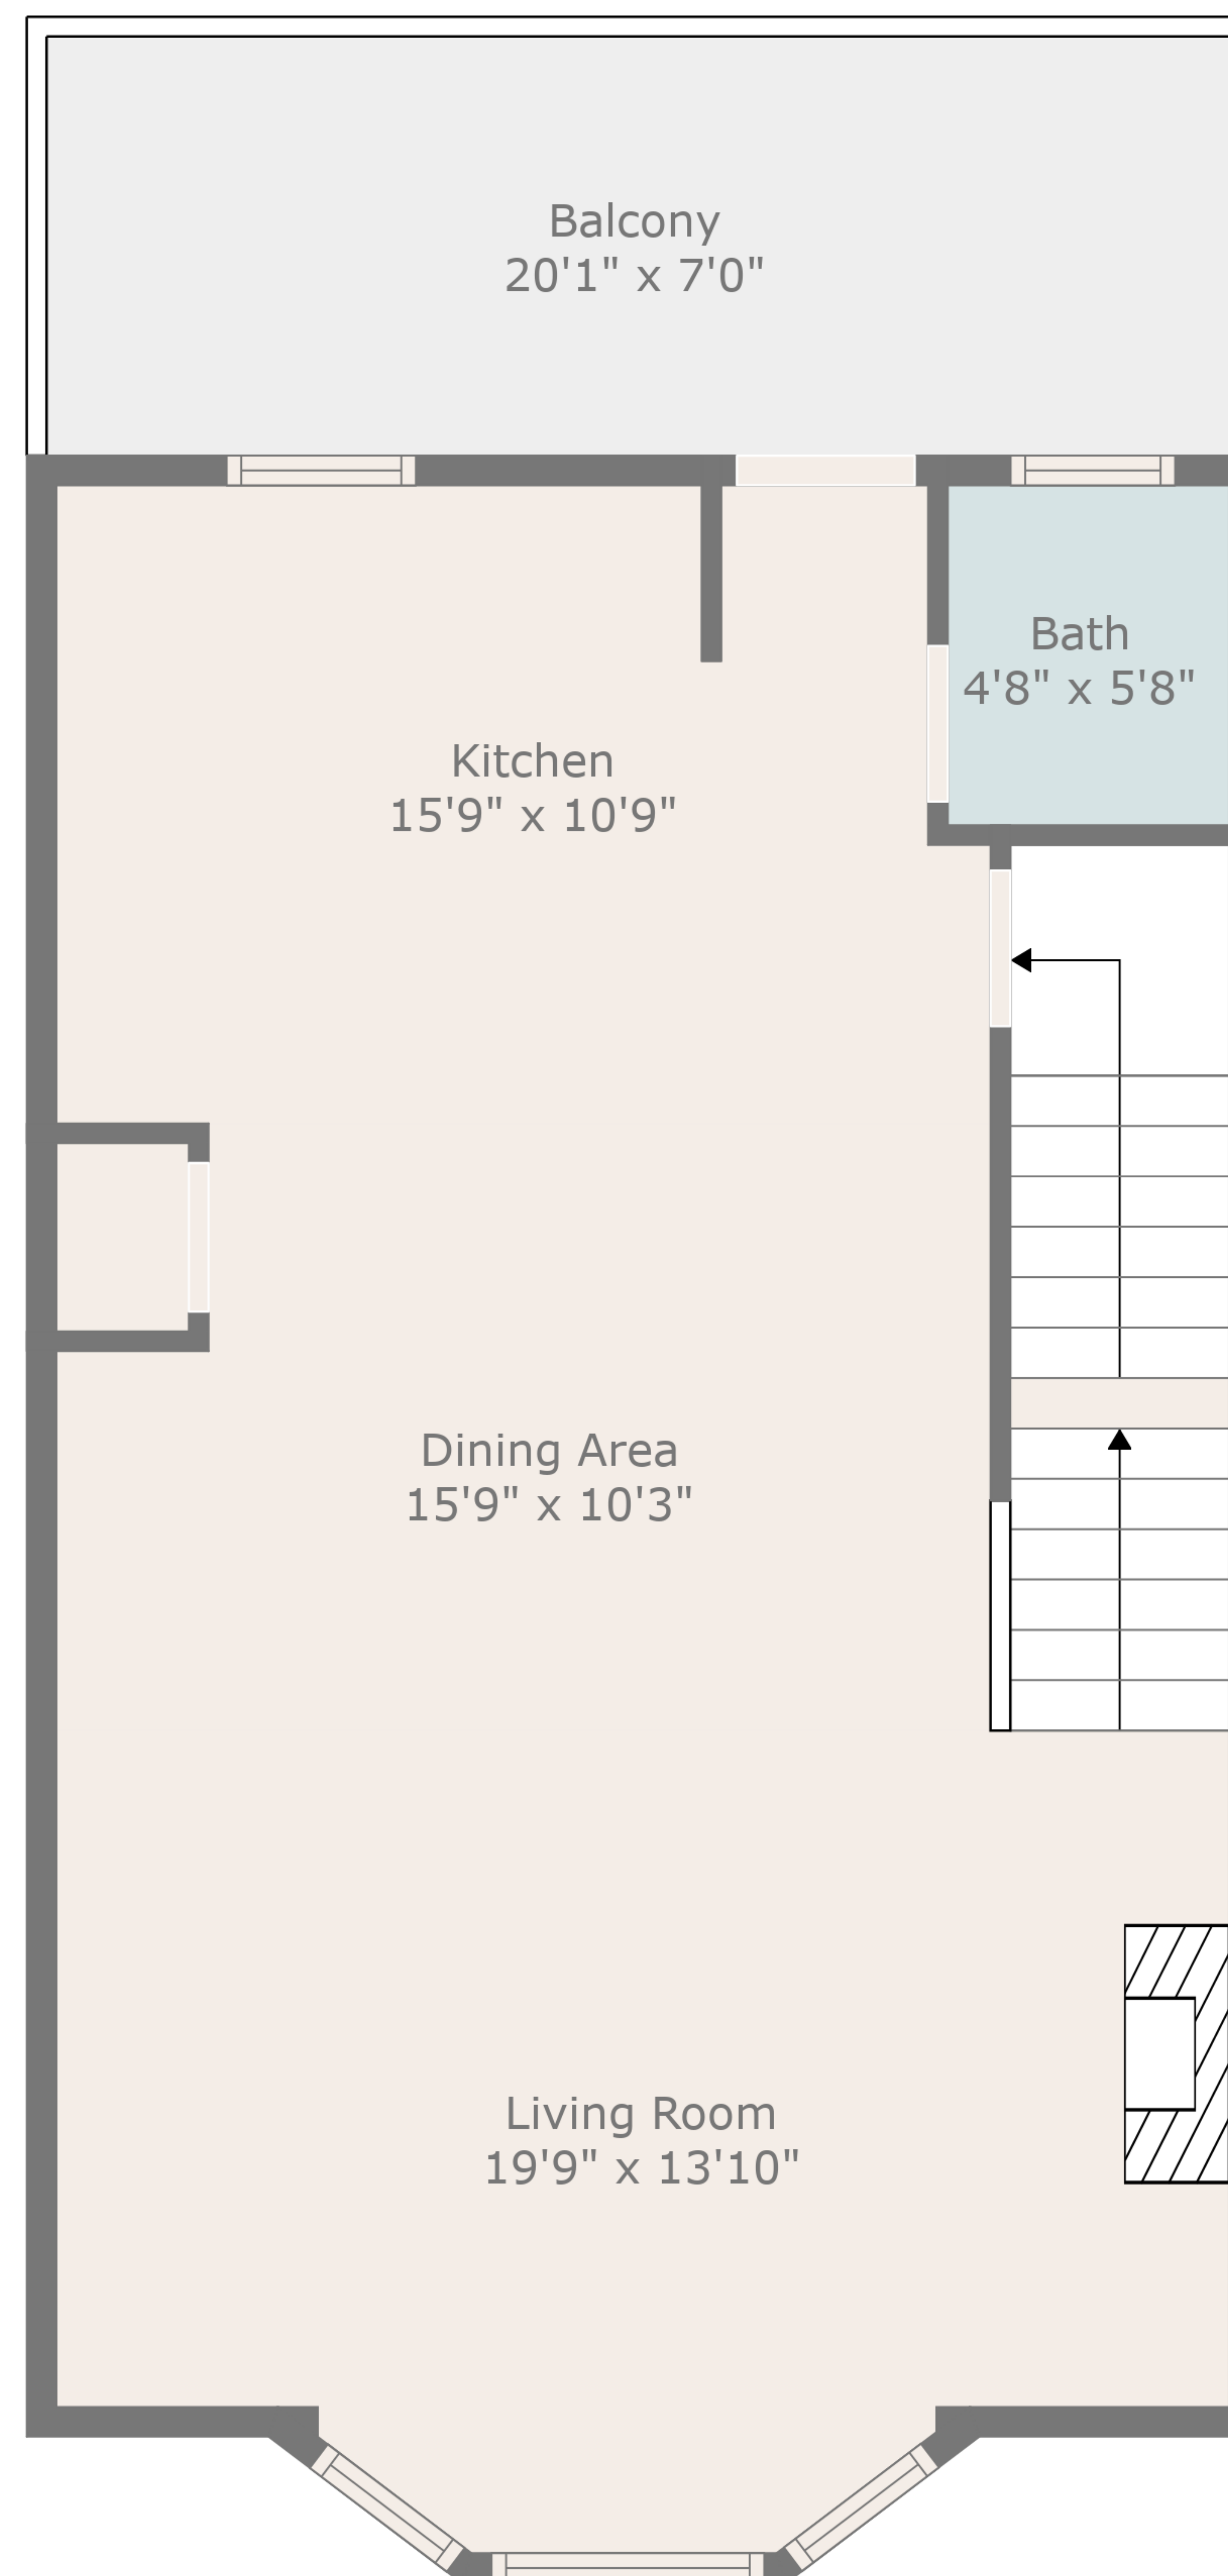 Balcony
20'1" x 7'0"
Bath
4'8" x 5'8"
Kitchen
15'9" x 10'9"
Dining Area
15'9" x 10'3"
Living Room
19'9" x 13'10"